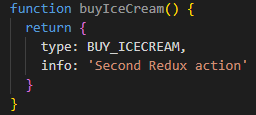 function buyIceCream() {
  return {
    type: BUY_ICECREAM,
    info: 'Second Redux action'
  }
}